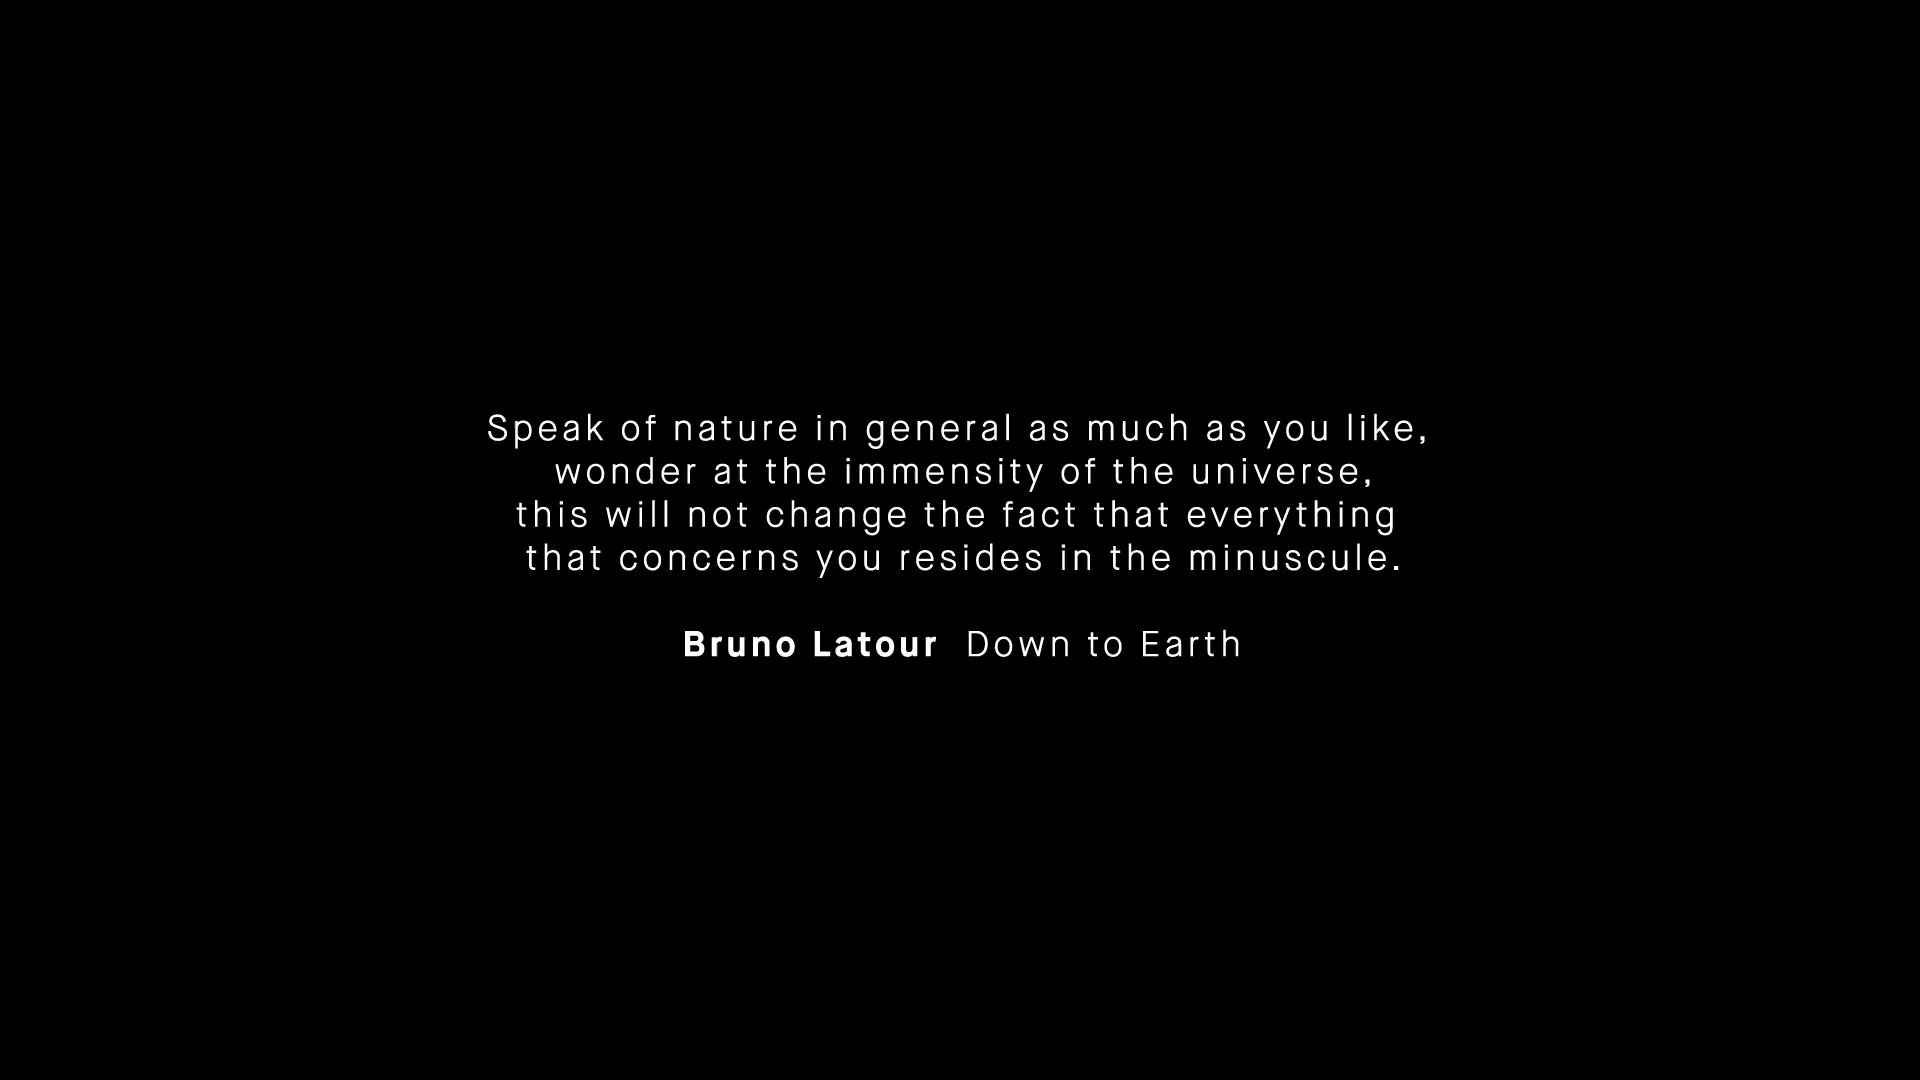 Speak of nature in general as much as you like,
wonder at the immensity of the universe,
this will not change the fact that everything
that concerns you resides in the minuscule.
Bruno Latour Down to Earth